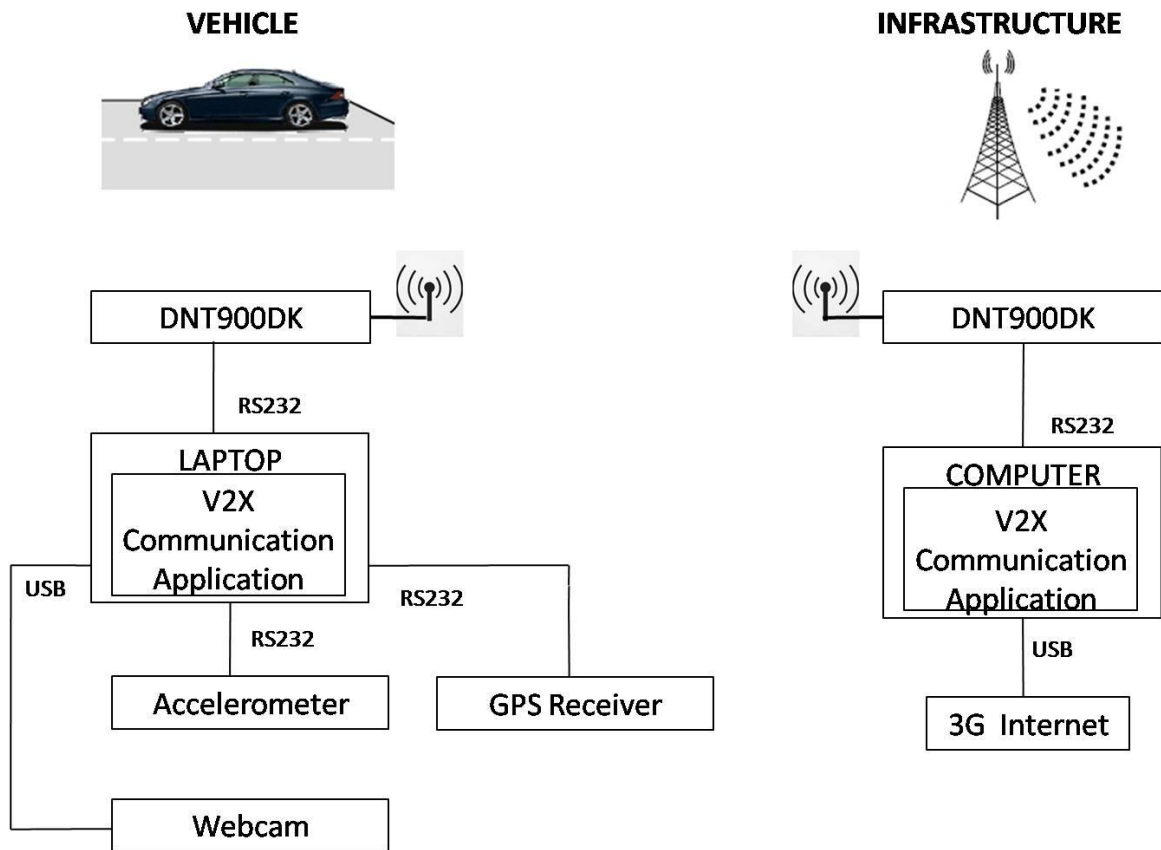 VEHICLE
INFRASTRUCTURE
DNT900DK
RS232
LAPTOP
V2X
Communication
Application
USB
RS232
RS232
Accelerometer
GPS Receiver
Webcam
DNT900DK
RS232
COMPUTER
V2X
Communication
Application
USB
3G Internet